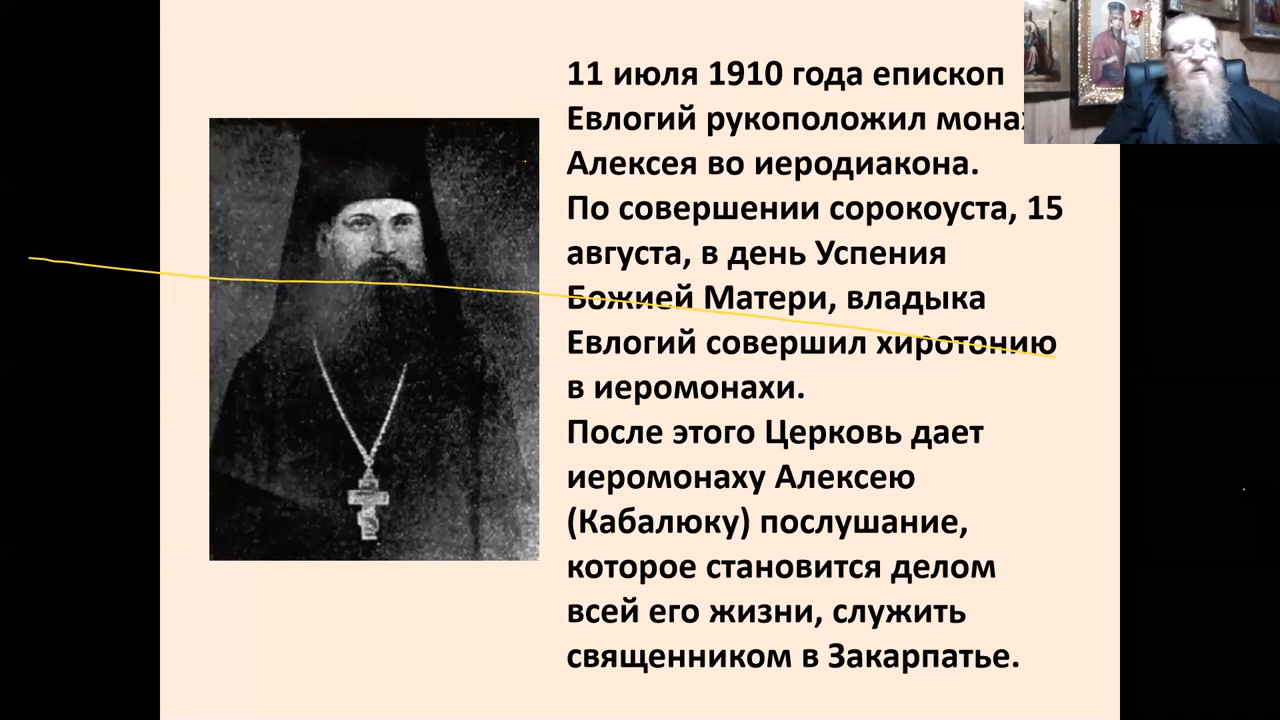 11 июля 1910 года епископ
Евлогий рукоположил
Алексея во иеродиакона.
По совершении сорокоуста, 15
августа, в день Успения
Божией Матери, владыка
Евлогий совершил хиротонию
в иеромонахи.
После этого Церковь дает
иеромонаху Алексею
(Кабалюку) послушание,
которое становится делом
всей его жизни, служить
священником в Закарпатье.